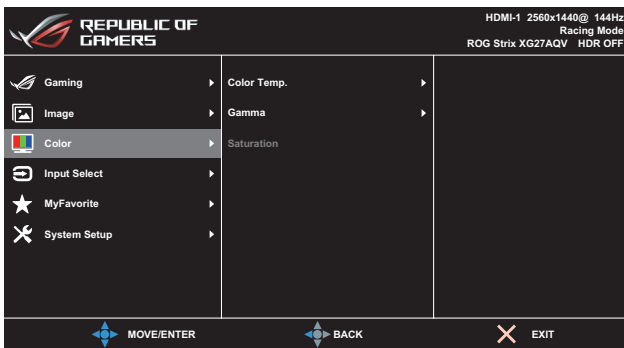 REPUBLIC OF
GAMERS
HDMI-1 2560x1440@ 144Hz
Racing Mode
ROG Strix XG27AQV HDR OFF
Gaming
Image
Color
Input Select
MyFavorite
System Setup
Color Temp.
Gamma
Saturation
MOVE/ENTER
BACK
EXIT